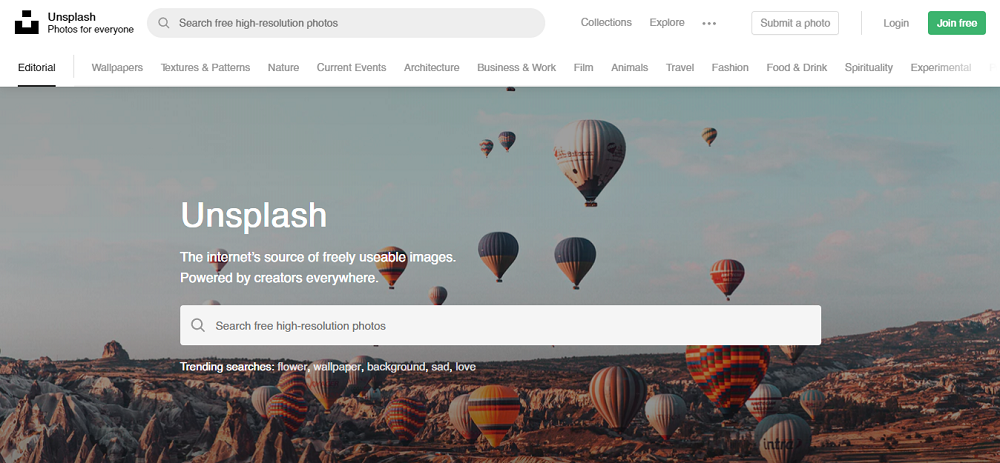 Unsplash
Photos for everyone
Search free high-resolution photos
Collections
Explore
Submit a photo
Login
Join free
Editorial
Wallpapers
Textures & Patterns
Nature
Current Events
Architecture
Business & Work
Film
Animals
Travel
Fashion
Food & Drink
Spirituality
Experimental
Unsplash
The internet's source of freely useable images.
Powered by creators everywhere.
Search free high-resolution photos
Trending searches: flower, wallpaper, background, sad, love